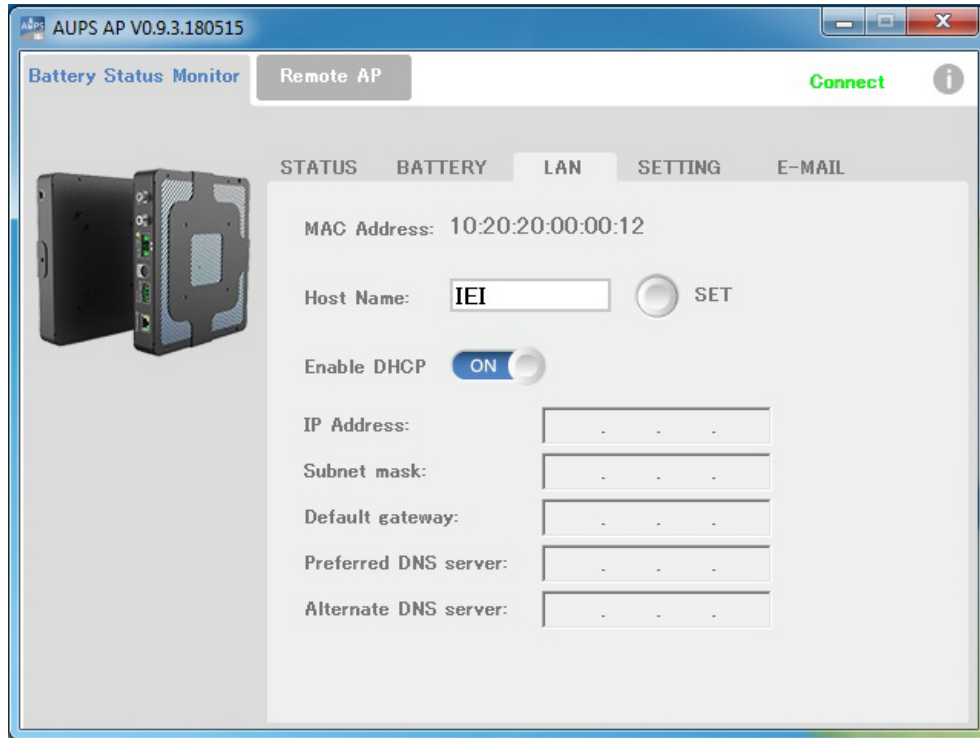 AUPS AP V0.9.3.180515
Battery Status Monitor
Remote AP
Connect
STATUS BATTERY LAN SETTING E-MAIL
MAC Address: 10:20:20:00:00:12
Host Name: IEI SET
Enable DHCP ON
IP Address:
Subnet mask:
Default gateway:
Preferred DNS server:
Alternate DNS server: